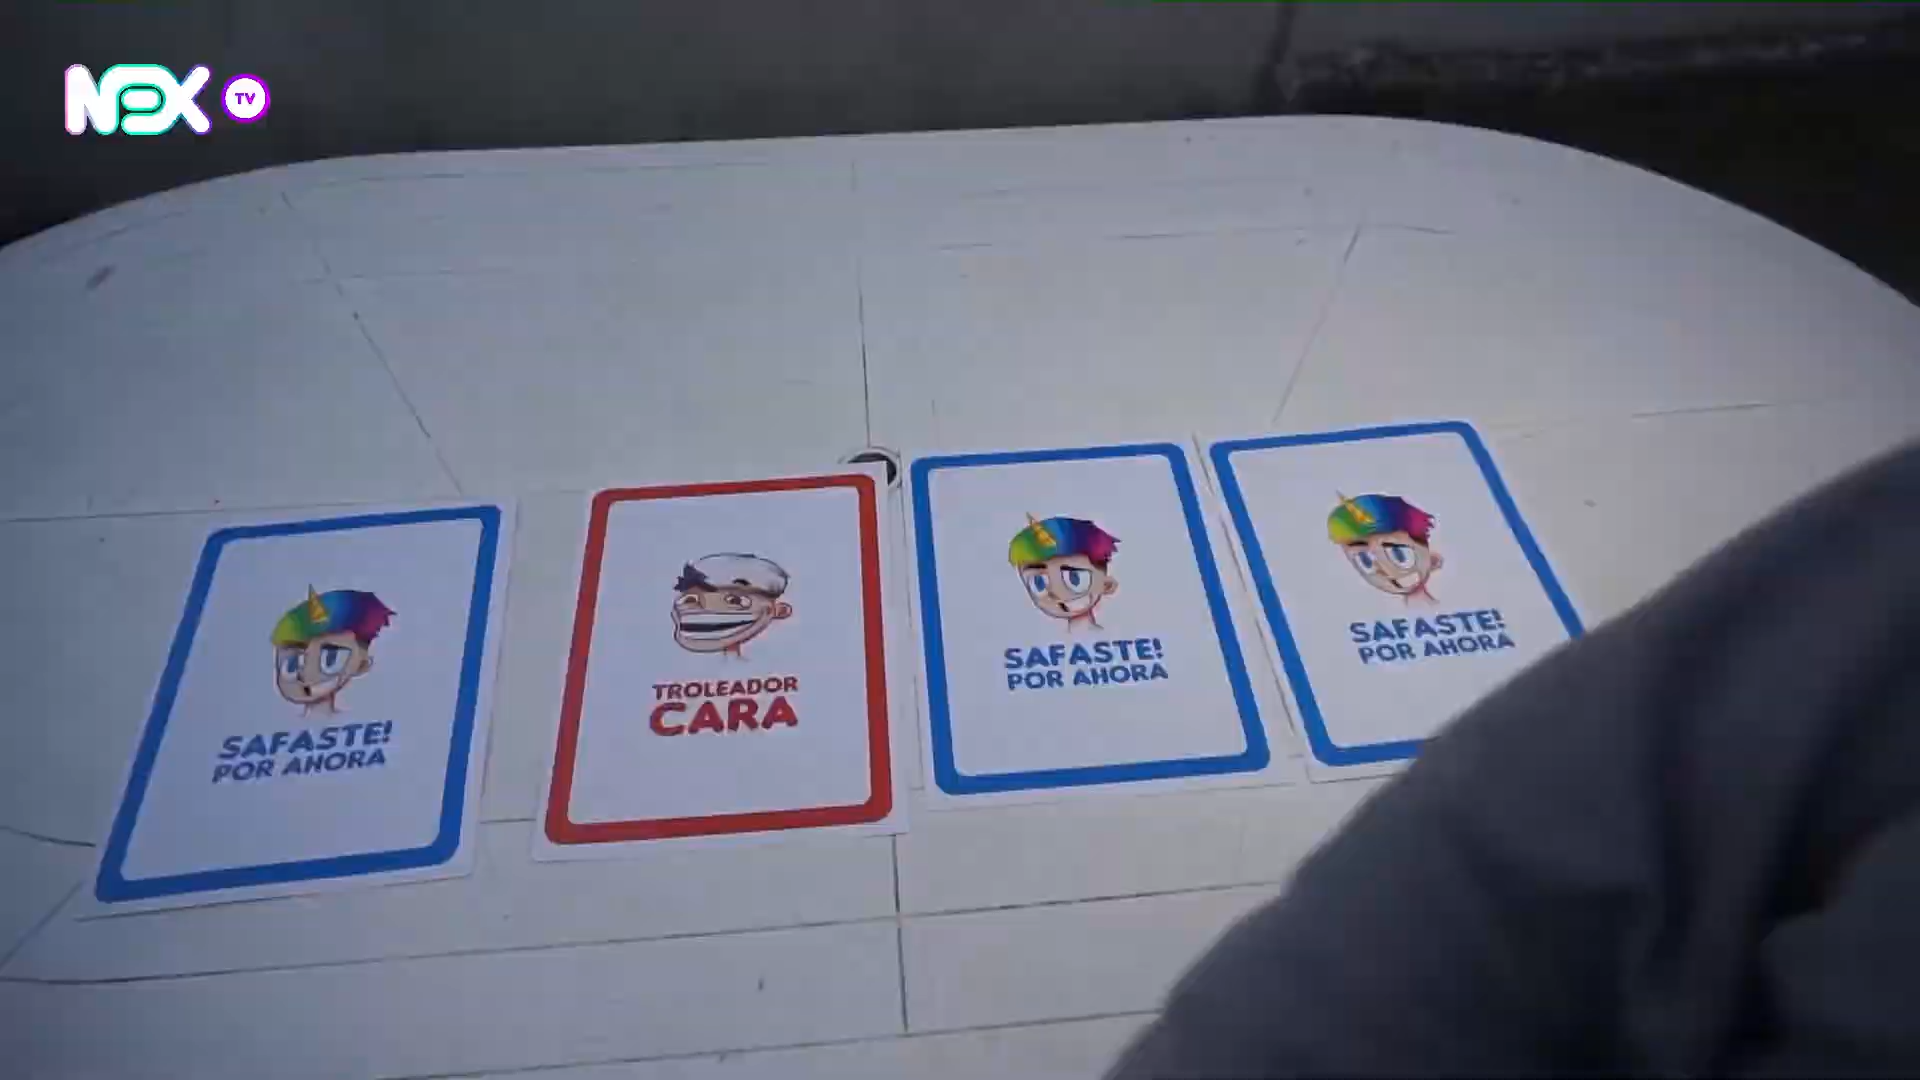 NEX TV
SAFASTE!
POR AHORA
TROLEADOR
CARA
SAFASTE!
POR AHORA
SAFASTE!
POR AHORA